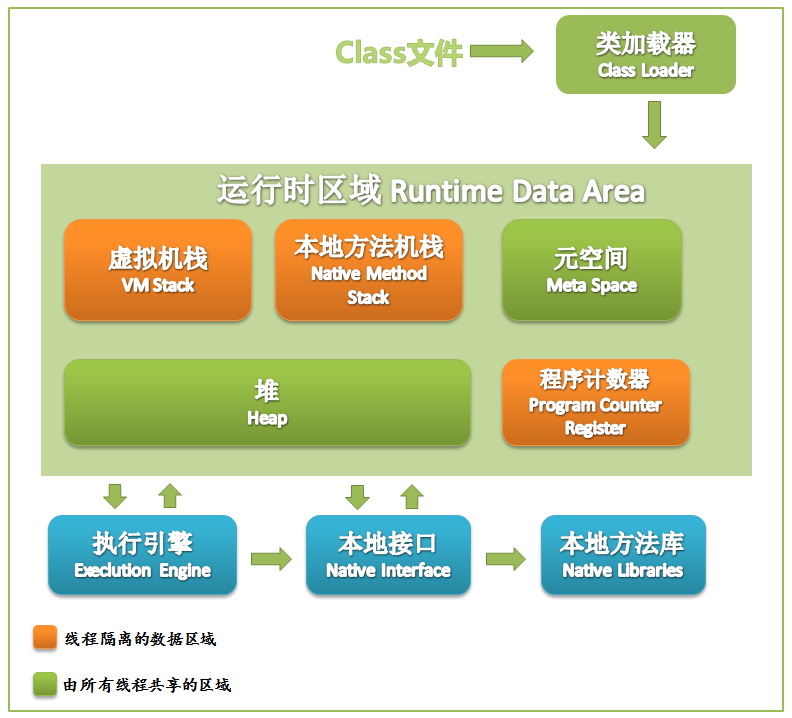 Class文件
类加载器
Class Loader
运行时区域 Runtime Data Area
虚拟机栈
VM Stack
本地方法机栈
Native Method
Stack
元空间
Meta Space
堆
Heap
程序计数器
Program Counter
Register
执行引擎
Execlution Engine
本地接口
Native Interface
本地方法库
Native Libraries
线程隔离的数据区域
由所有线程共享的区域